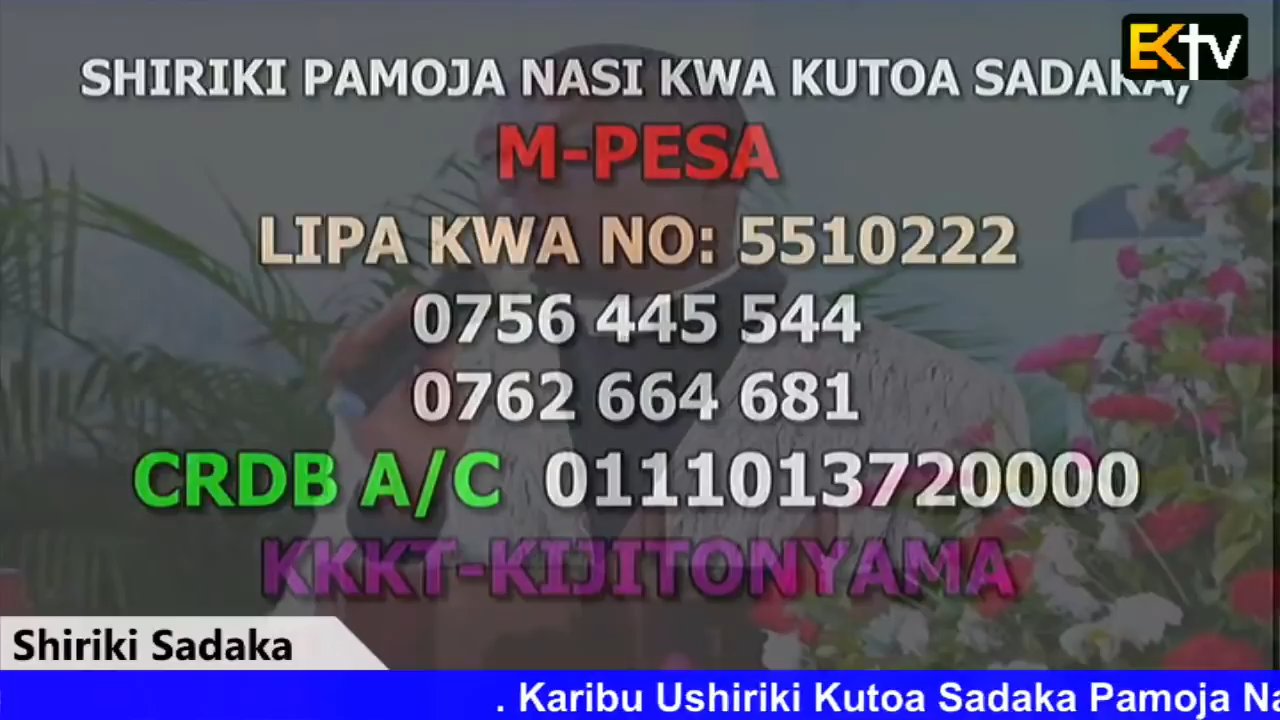 EKTV
SHIRIKI PAMOJA NASI KWA KUTOA SADAKA,
M-PESA
LIPA KWA NO: 5510222
0756 445 544
0762 664 681
CRDB A/C 0111013720000
KKKT-KIJITONYAMA
Shiriki Sadaka
. Karibu Ushiriki Kutoa Sadaka Pamoja Na